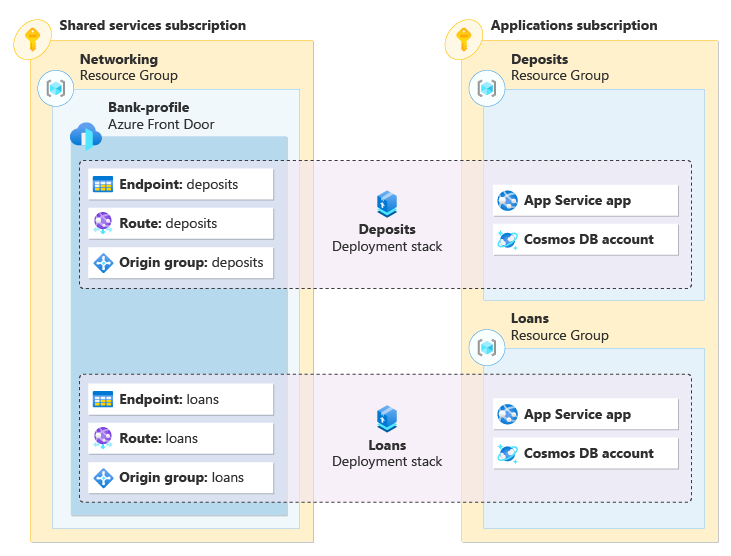 Shared services subscription
Networking
Resource Group
Bank-profile
Azure Front Door
Endpoint: deposits
Route: deposits
Origin group: deposits
Endpoint: loans
Route: loans
Origin group: loans
Deposits
Deployment stack
Loans
Deployment stack
Applications subscription
Deposits
Resource Group
App Service app
Cosmos DB account
Loans
Resource Group
App Service app
Cosmos DB account